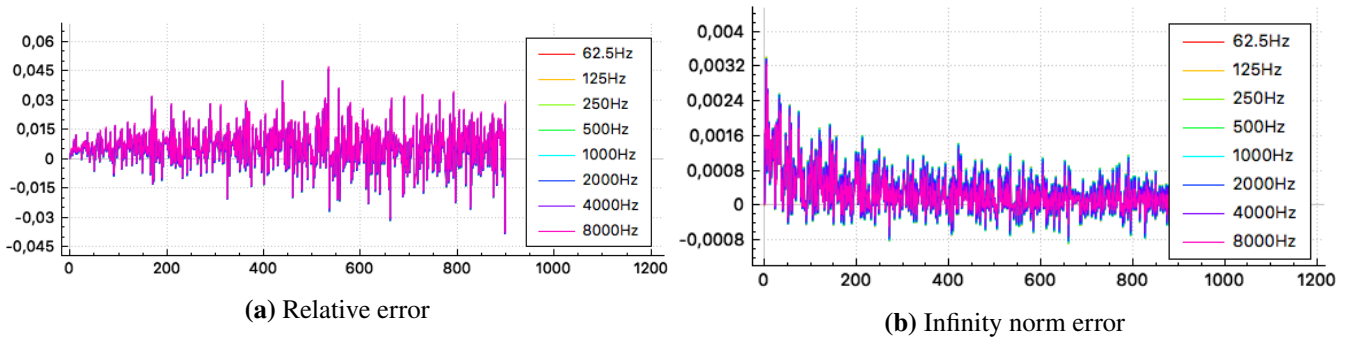 0,06
0,045
0,03
0,015
0
-0,015
-0,03
-0,045
0
200
400
600
800
1000
1200
62.5Hz
125Hz
250Hz
500Hz
1000Hz
2000Hz
4000Hz
8000Hz
(a) Relative error
0,004
0,0032
0,0024
0,0016
0,0008
0
-0,0008
0
200
400
600
800
1000
1200
62.5Hz
125Hz
250Hz
500Hz
1000Hz
2000Hz
4000Hz
8000Hz
(b) Infinity norm error